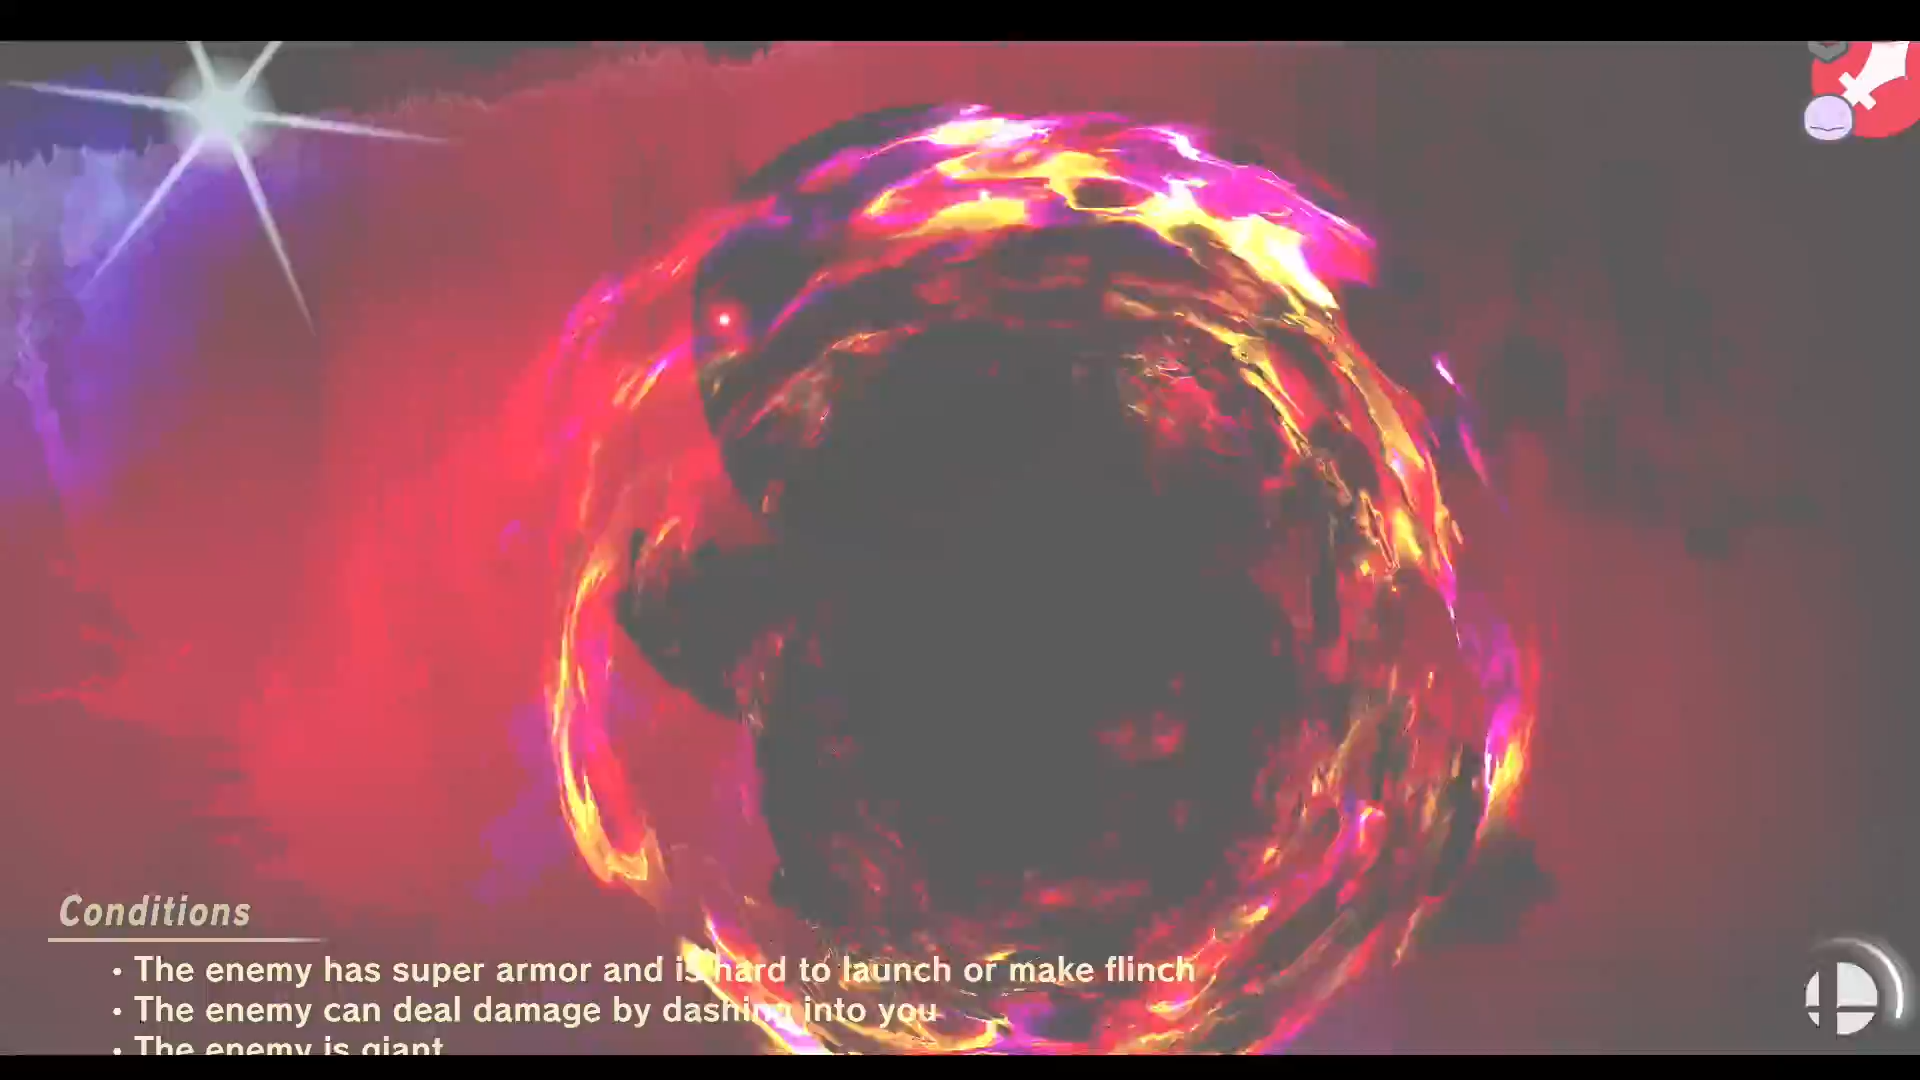 Conditions
• The enemy has super armor and is hard to launch or make flinch
• The enemy can deal damage by dashing into you
• The enemy is giant